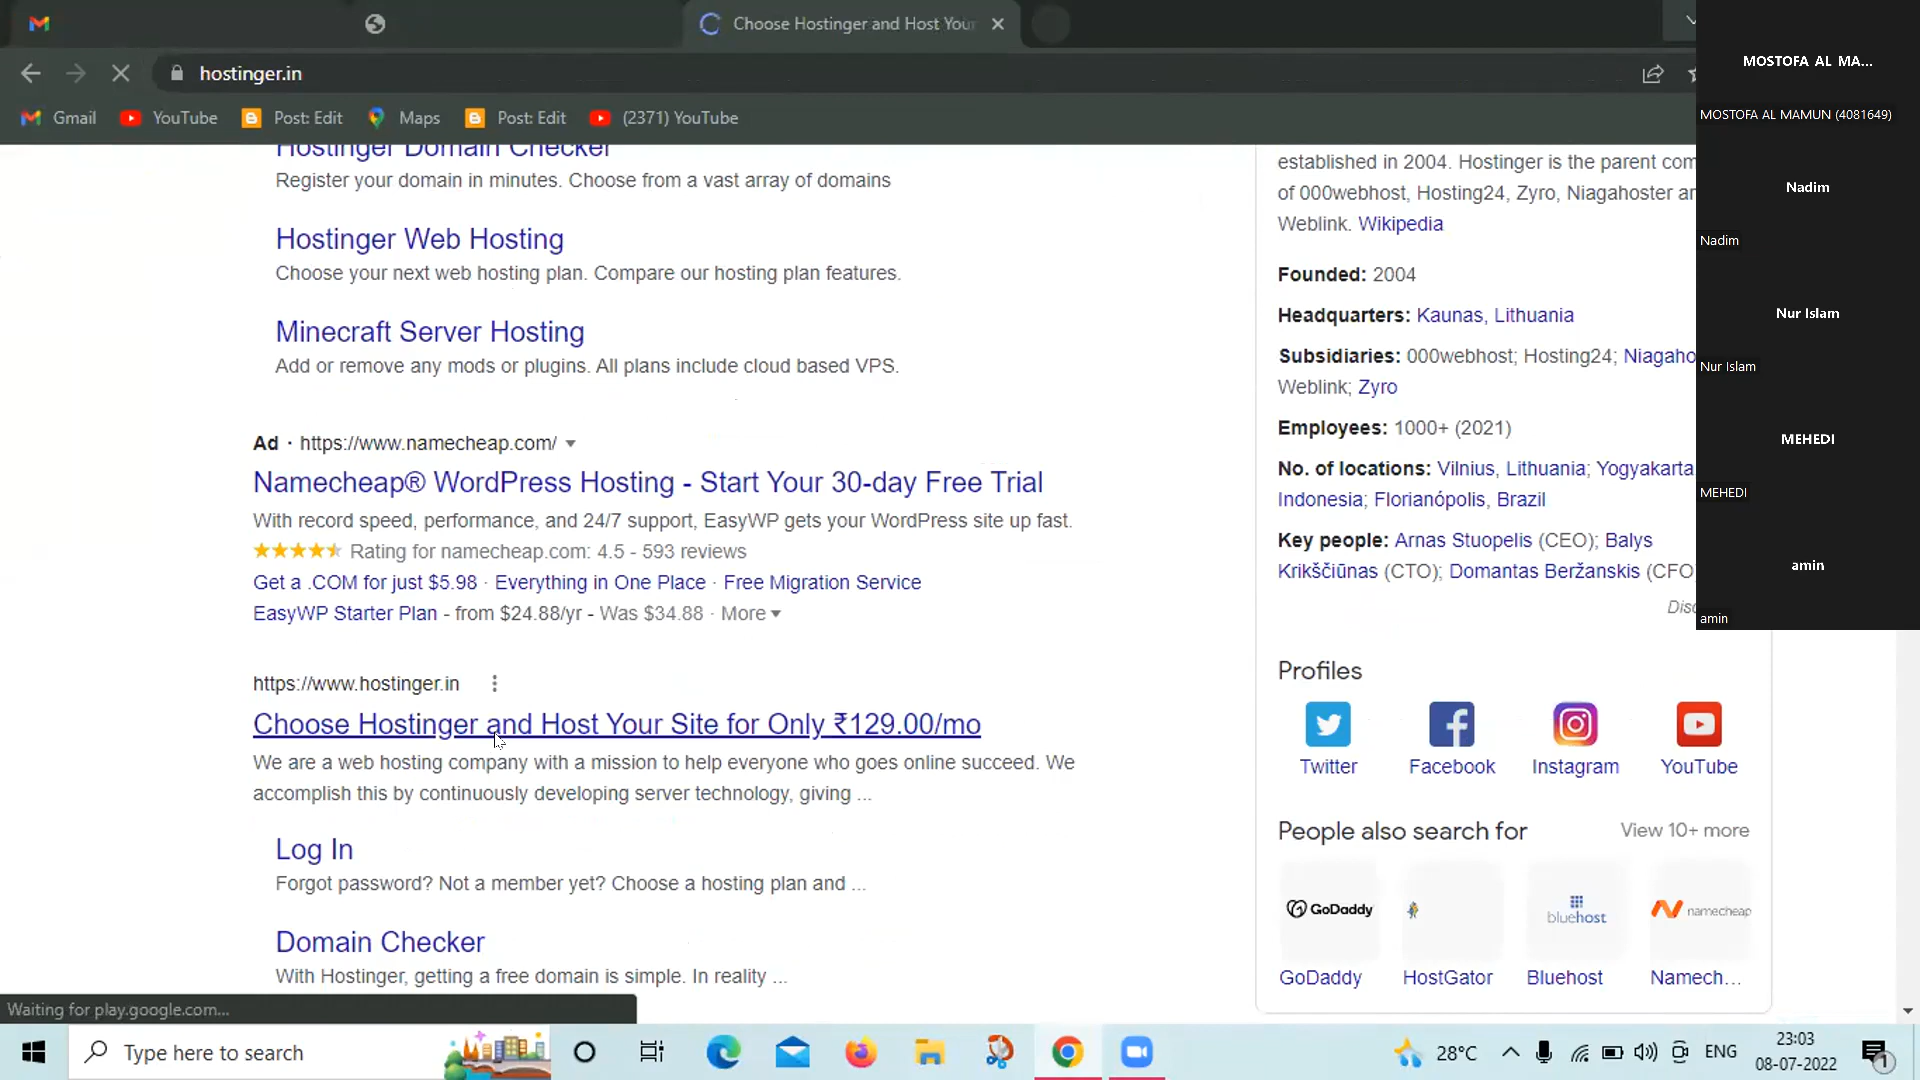 Choose Hostinger and Host Your
hostinger.in
Gmail
YouTube
Post: Edit
Maps
Post: Edit
(2371) YouTube
Hostinger Domain Checker
Register your domain in minutes. Choose from a vast array of domains
Hostinger Web Hosting
Choose your next web hosting plan. Compare our hosting plan features.
Minecraft Server Hosting
Add or remove any mods or plugins. All plans include cloud based VPS.
Ad · https://www.namecheap.com/
Namecheap® WordPress Hosting - Start Your 30-day Free Trial
With record speed, performance, and 24/7 support, EasyWP gets your WordPress site up fast.
Rating for namecheap.com: 4.5 - 593 reviews
Get a .COM for just $5.98 · Everything in One Place · Free Migration Service
EasyWP Starter Plan - from $24.88/yr - Was $34.88 · More
https://www.hostinger.in
Choose Hostinger and Host Your Site for Only ₹129.00/mo
We are a web hosting company with a mission to help everyone who goes online succeed. We
accomplish this by continuously developing server technology, giving ...
Log In
Forgot password? Not a member yet? Choose a hosting plan and ...
Domain Checker
With Hostinger, getting a free domain is simple. In reality ...
Waiting for play.google.com...
established in 2004. Hostinger is the parent com
of 000webhost, Hosting24, Zyro, Niagahoster
Weblink. Wikipedia
Founded: 2004
Headquarters: Kaunas, Lithuania
Subsidiaries: 000webhost; Hosting24; Niagaho
Weblink; Zyro
Employees: 1000+ (2021)
No. of locations: Vilnius, Lithuania; Yogyakarta
Indonesia; Florianópolis, Brazil
Key people: Arnas Stuopelis (CEO); Balys
Krikščiūnas (CTO); Domantas Beržanskis (CFO)
Profiles
Twitter
Facebook
Instagram
YouTube
People also search for
View 10+ more
GoDaddy
bluehost
namecheap
GoDaddy
HostGator
Bluehost
Namech...
MOSTOFA AL MA...
MOSTOFA AL MAMUN (4081649)
Nadim
Nadim
Nur Islam
Nur Islam
MEHEDI
MEHEDI
amin
amin
Type here to search
28°C
ENG
23:03
08-07-2022
1